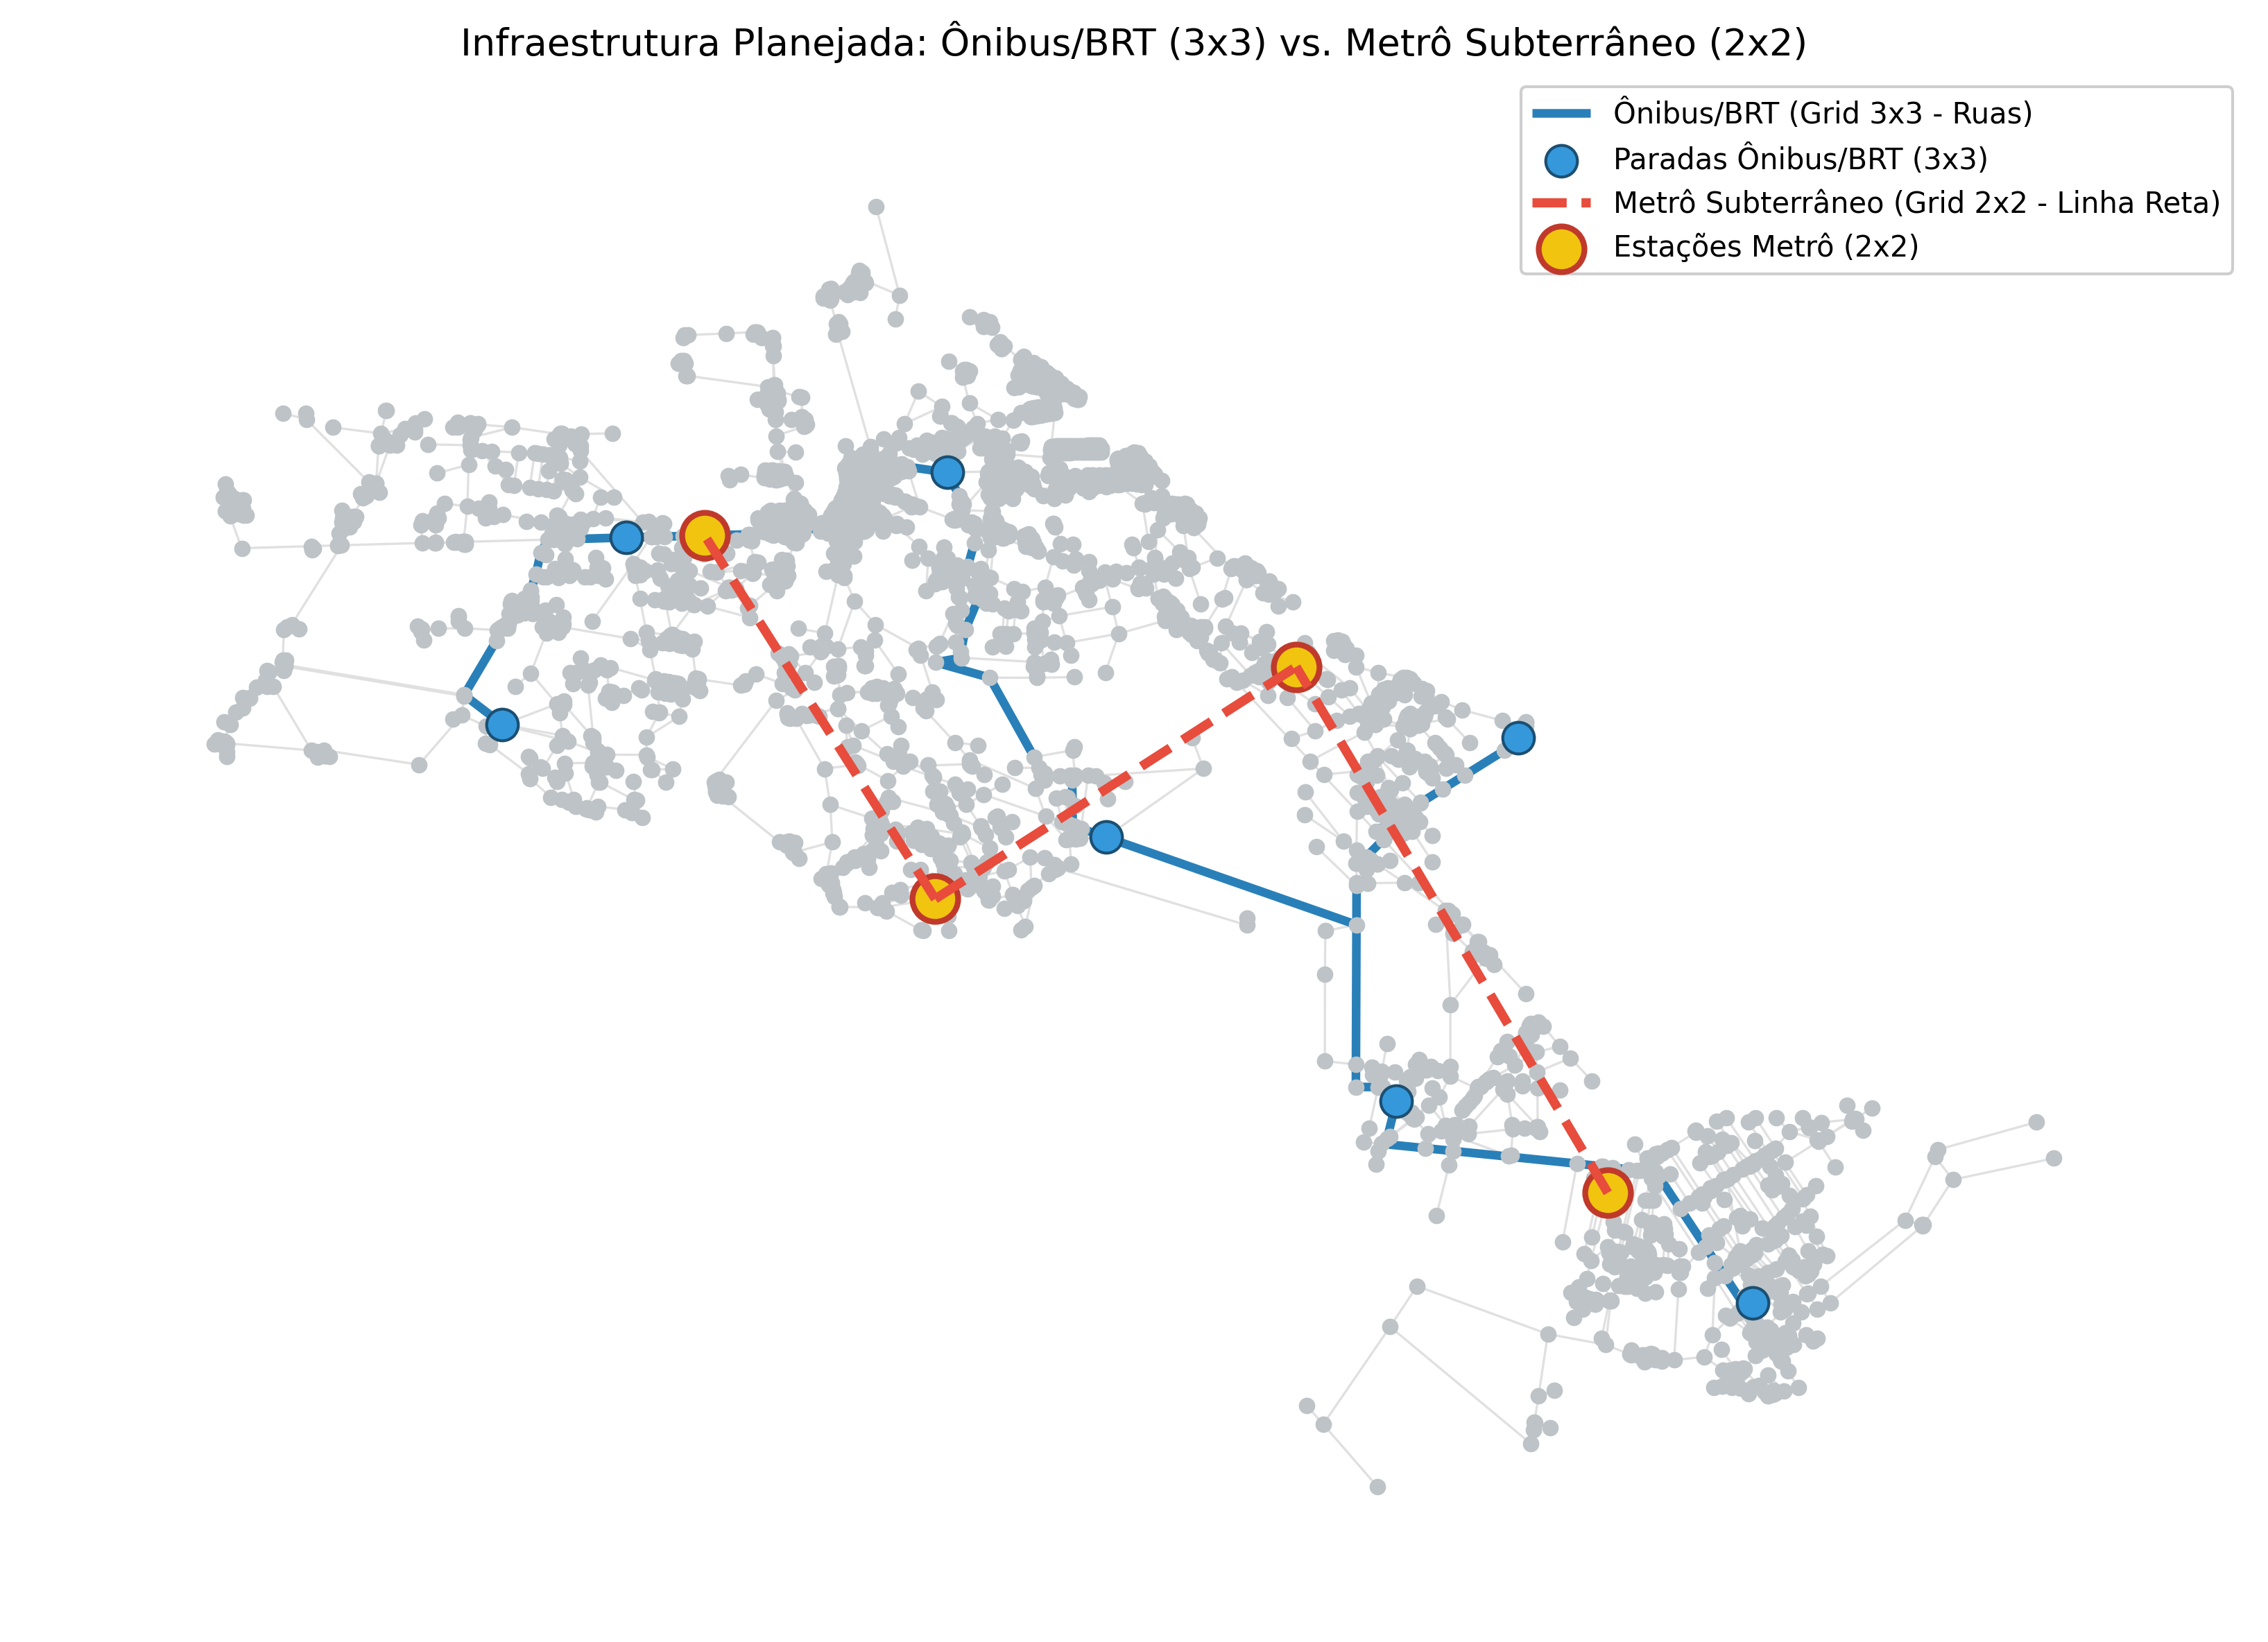 Infraestrutura Planejada: Ônibus/BRT (3x3) vs. Metrô Subterrâneo (2x2)
Ônibus/BRT (Grid 3x3 - Ruas)
Paradas Ônibus/BRT (3x3)
Metrô Subterrâneo (Grid 2x2 - Linha Reta)
Estações Metrô (2x2)